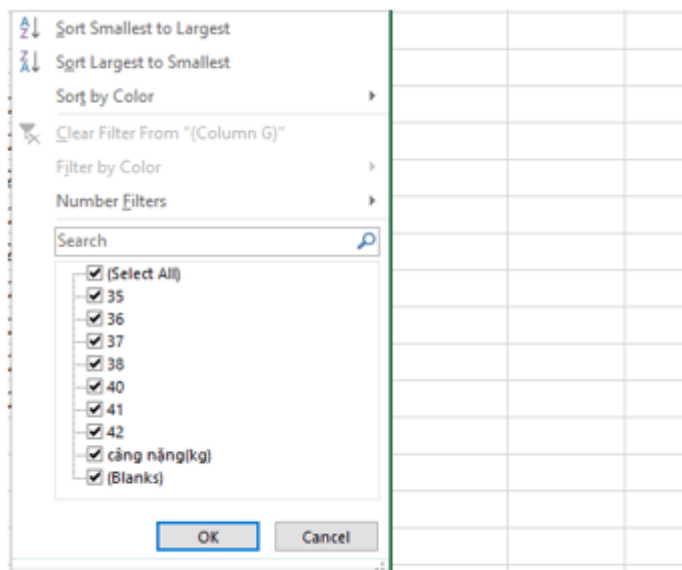 Sort Smallest to Largest
Sort Largest to Smallest
Sort by Color
Clear Filter From "(Column G)"
Filter by Color
Number Filters
Search
(Select All)
35
36
37
38
40
41
42
câng nặng(kg)
(Blanks)
OK
Cancel